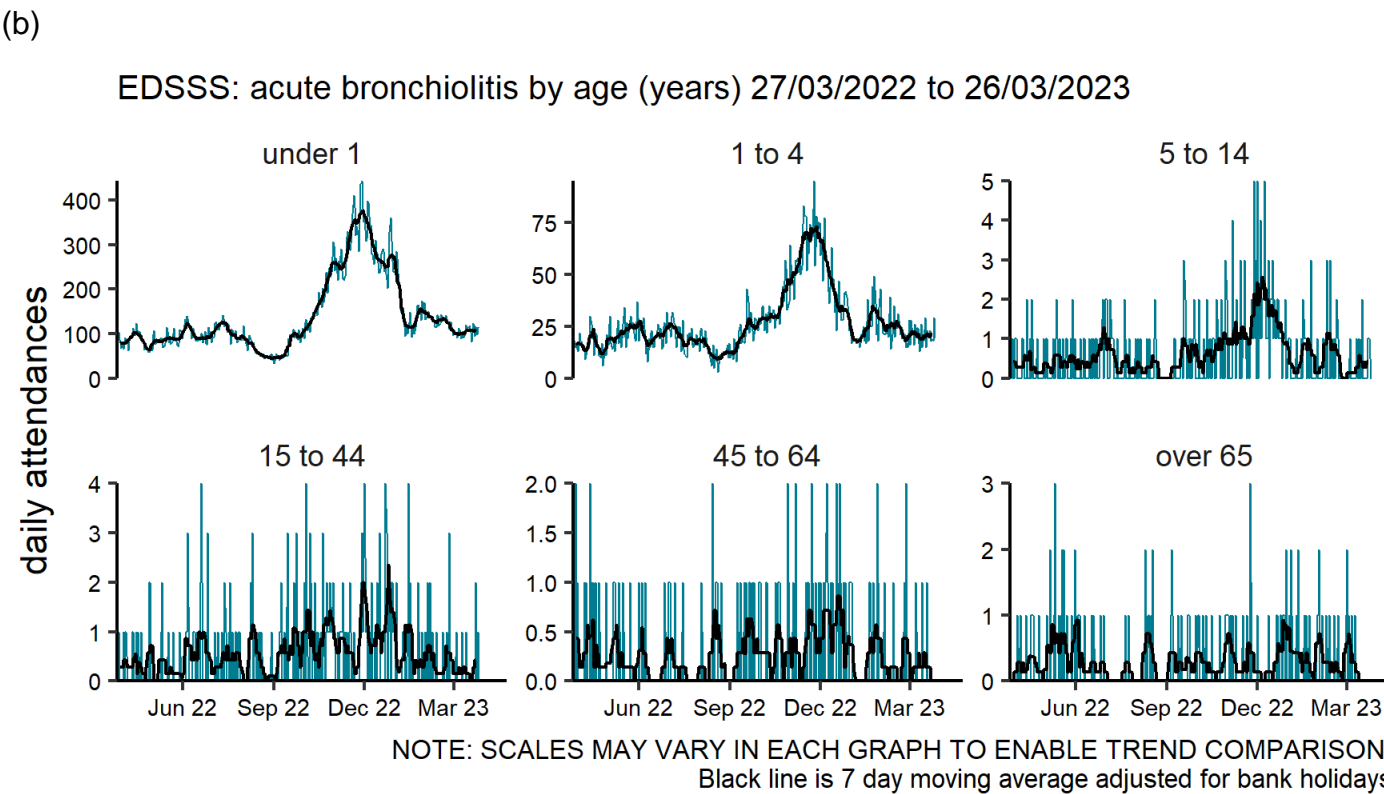 (b)
EDSSS: acute bronchiolitis by age (years) 27/03/2022 to 26/03/2023
daily attendances
under 1
400
300
200
100
0
1 to 4
75
50
25
0
5 to 14
5
4
3
2
1
0
15 to 44
4
3
2
1
0
Jun 22 Sep 22 Dec 22 Mar 23
45 to 64
2.0
1.5
1.0
0.5
0.0
Jun 22 Sep 22 Dec 22 Mar 23
over 65
3
2
1
0
Jun 22 Sep 22 Dec 22 Mar 23
NOTE: SCALES MAY VARY IN EACH GRAPH TO ENABLE TREND COMPARISON
Black line is 7 day moving average adjusted for bank holidays